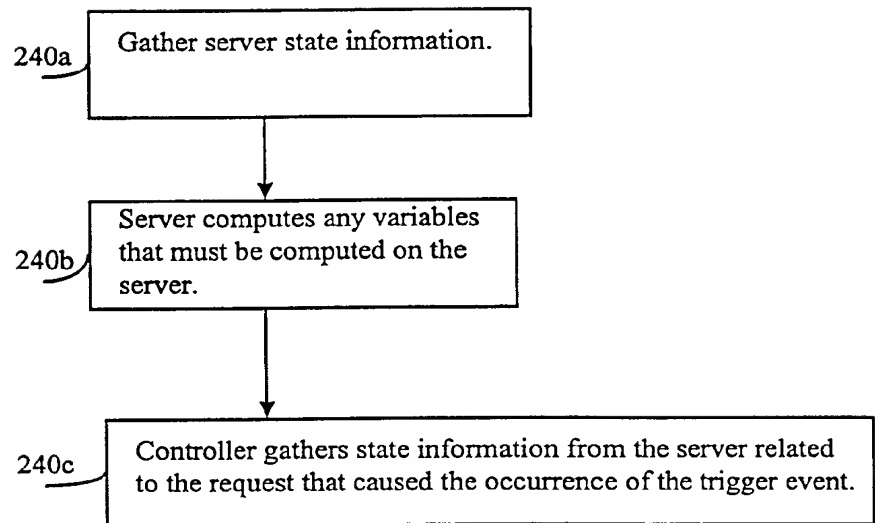 240a
Gather server state information.
240b
Server computes any variables
that must be computed on the
server.
240c
Controller gathers state information from the server related
to the request that caused the occurrence of the trigger event.